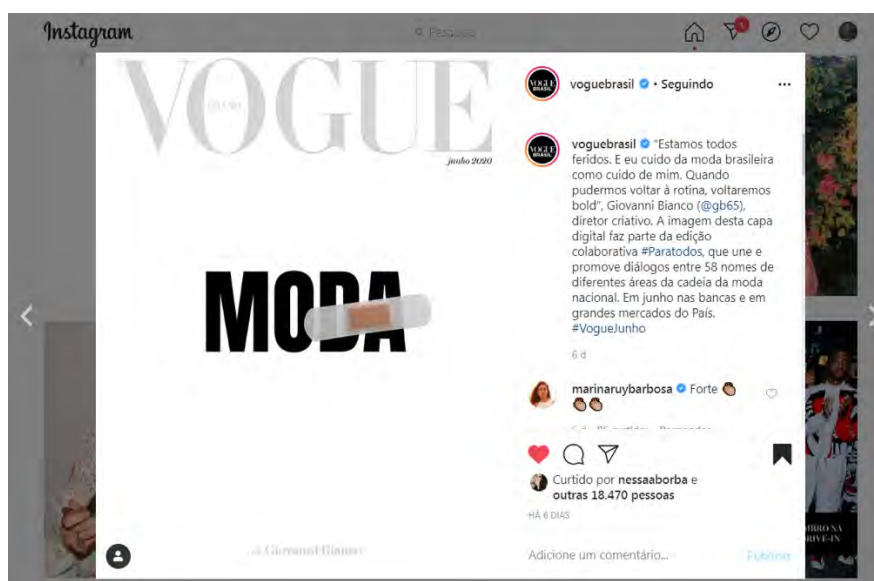 Instagram
Pesquisa
VOGUE
BRASIL
junho 2020
MODA
@GiovanniBianco
voguebrasil • Seguindo
voguebrasil "Estamos todos
feridos. E eu cuido da moda brasileira
como cuido de mim. Quando
pudermos voltar à rotina, voltaremos
bold", Giovanni Bianco (@gb65),
diretor criativo. A imagem desta capa
digital faz parte da edição
colaborativa #Paratodos, que une e
promove diálogos entre 58 nomes de
diferentes áreas da cadeia da moda
nacional. Em junho nas bancas e em
grandes mercados do País.
#VogueJunho
6 d
marinaruybarbosa Forte
Curtido por nessaaborba e
outras 18.470 pessoas
HÁ 6 DIAS
Adicione um comentário...
Publicar
DRIVE-IN